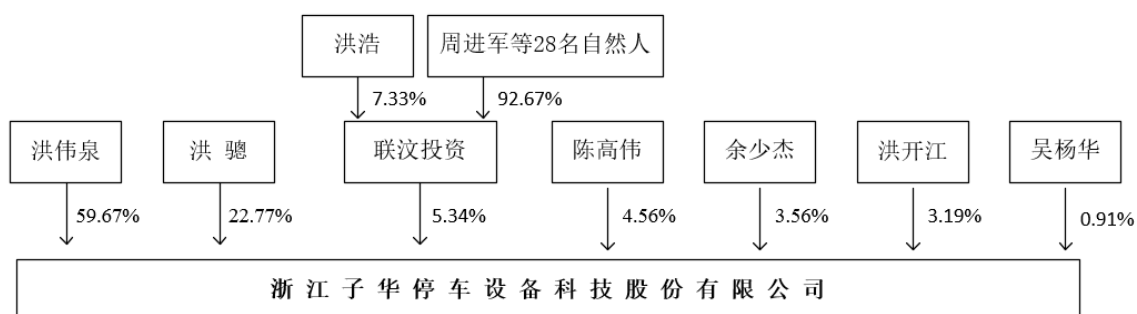 洪浩
周进军等28名自然人
7.33%
92.67%
洪伟泉
洪 骢
联汶投资
陈高伟
余少杰
洪开江
吴杨华
59.67%
22.77%
5.34%
4.56%
3.56%
3.19%
0.91%
浙江子华停车设备科技股份有限公司